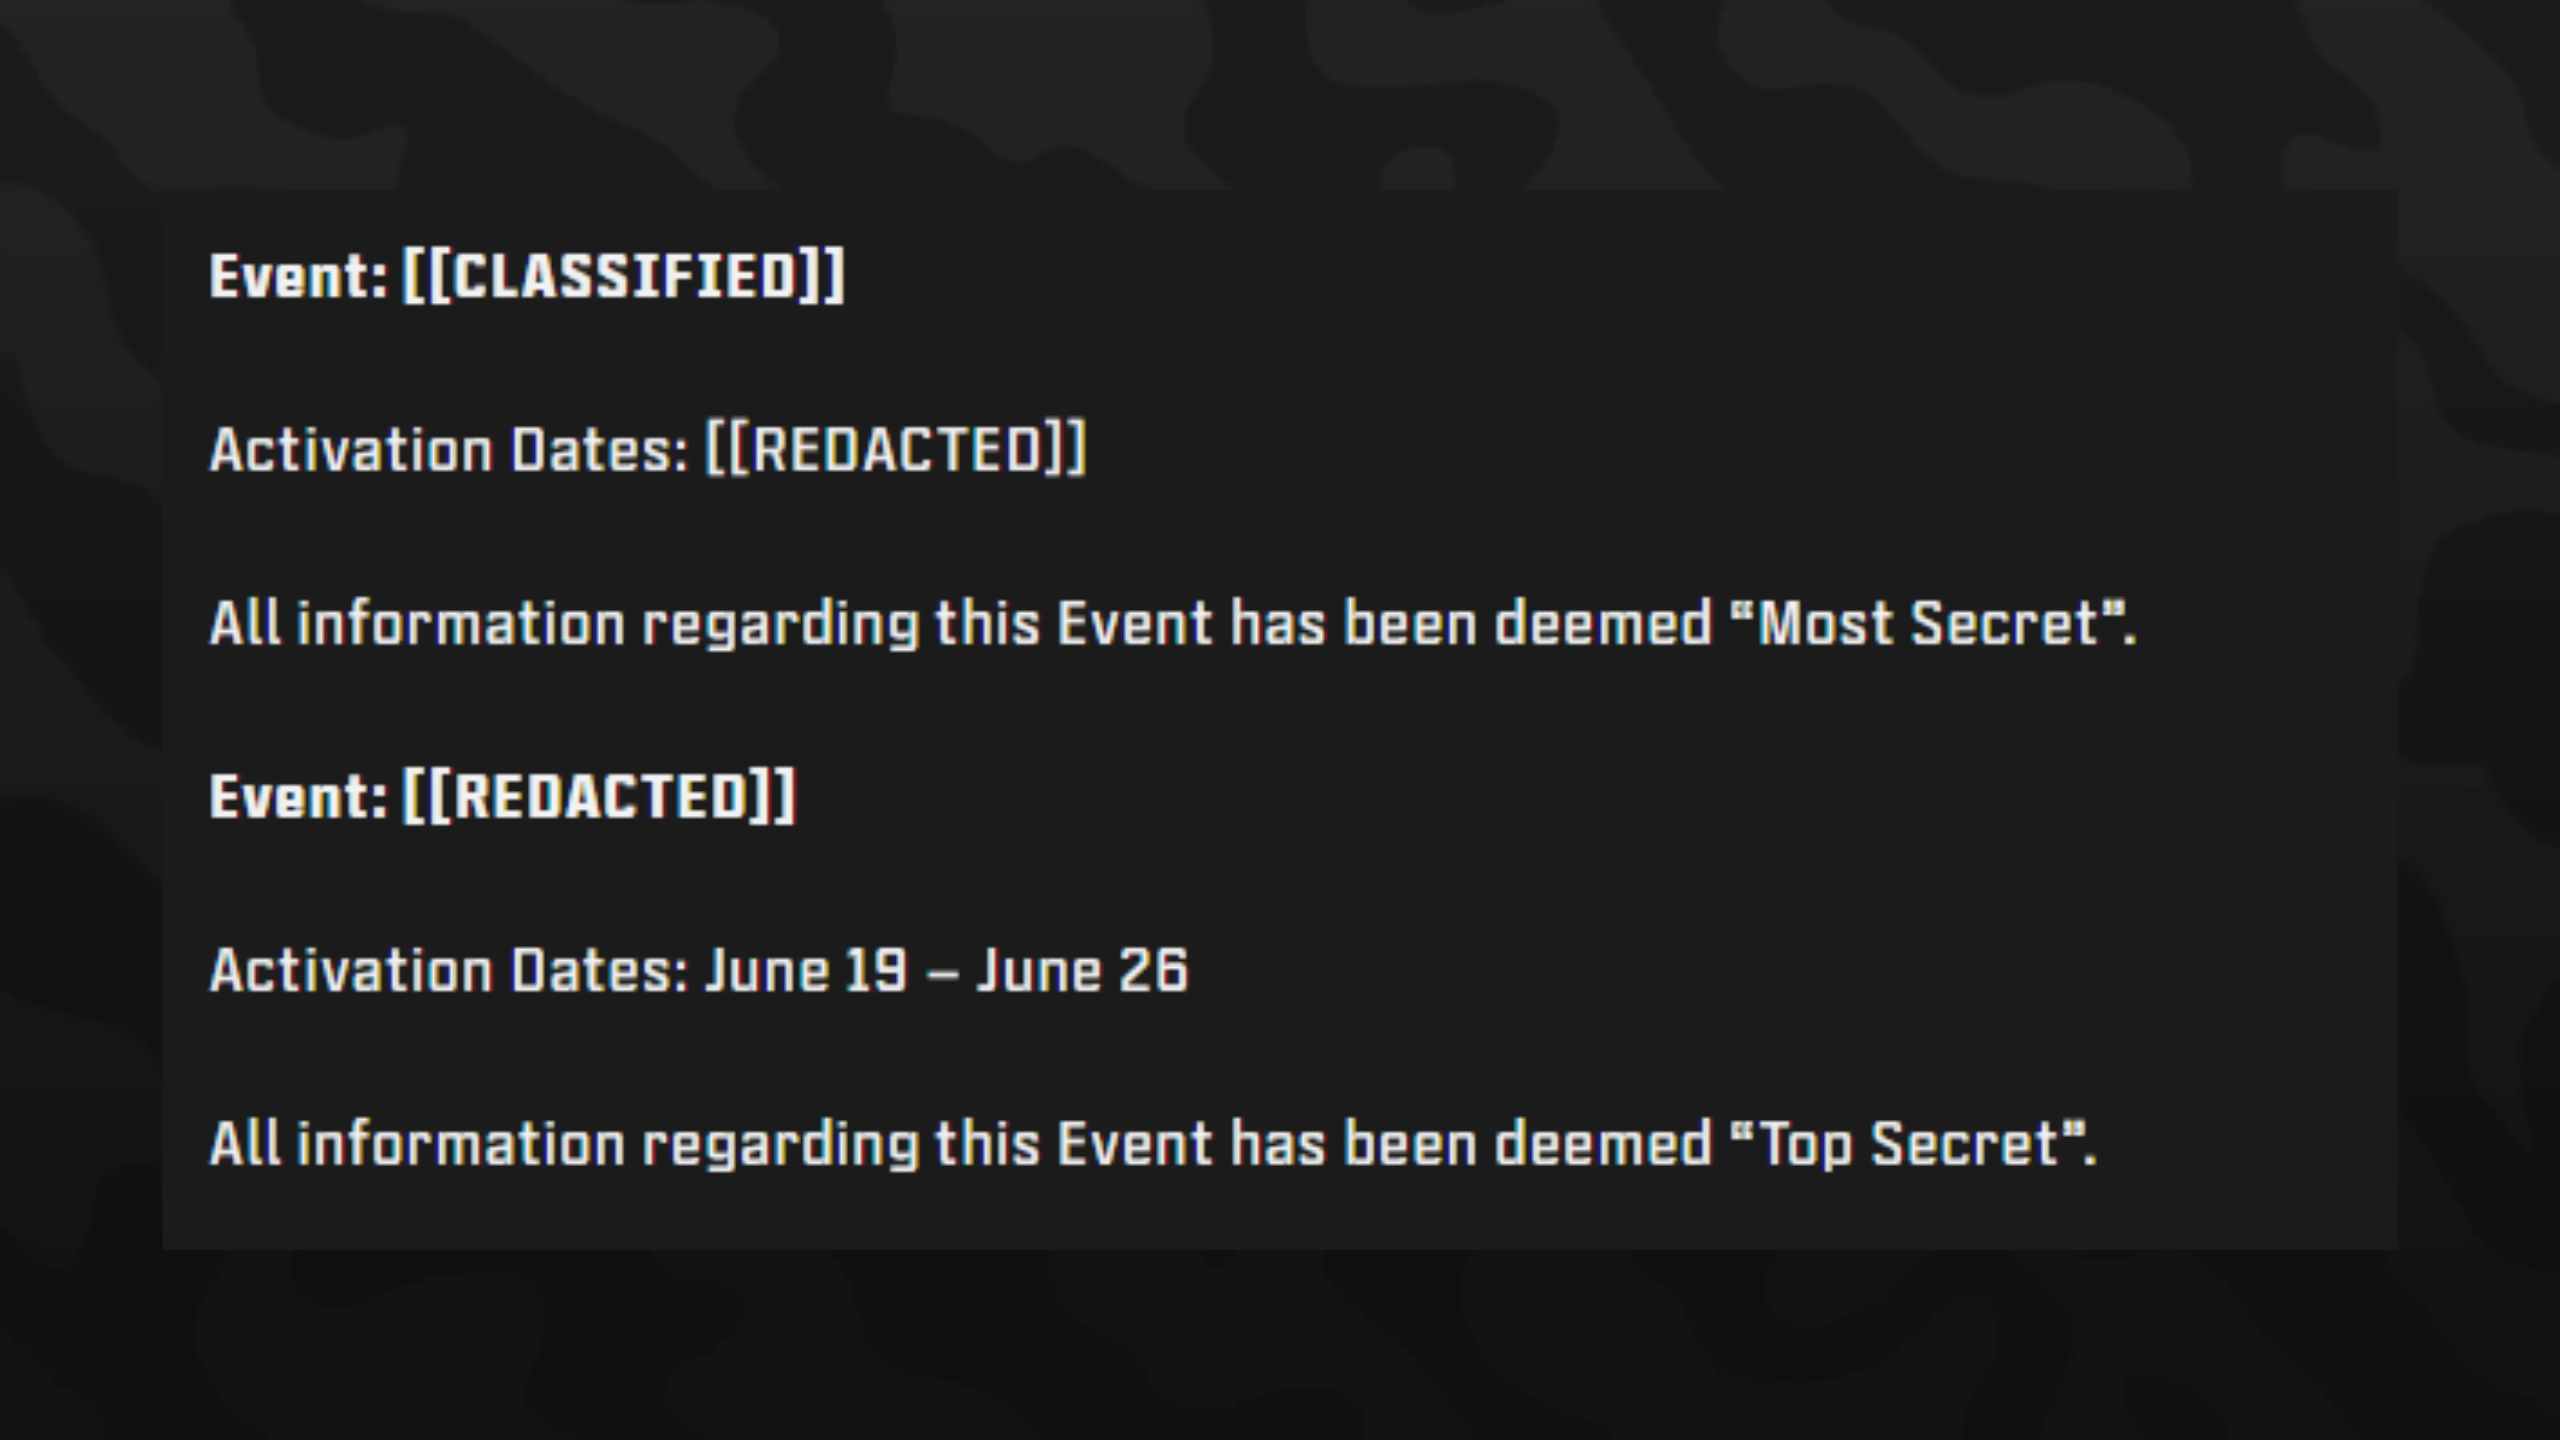 Event: [[CLASSIFIED]]
Activation Dates: [[REDACTED]]
All information regarding this Event has been deemed “Most Secret”.
Event: [[REDACTED]]
Activation Dates: June 19 – June 26
All information regarding this Event has been deemed “Top Secret”.